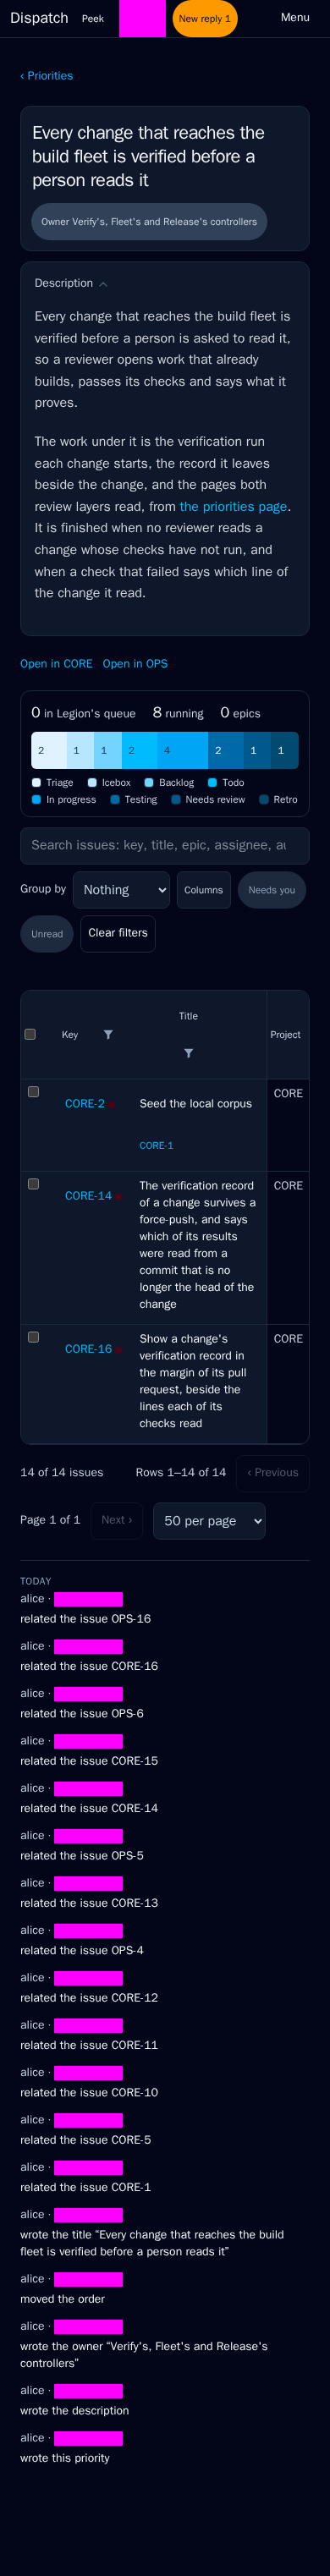 Dispatch Peek New reply 1 Menu
‹ Priorities
Every change that reaches the
build fleet is verified before a
person reads it
Owner Verify's, Fleet's and Release's controllers
Description
Every change that reaches the build fleet is
verified before a person is asked to read it,
so a reviewer opens work that already
builds, passes its checks and says what it
proves.
The work under it is the verification run
each change starts, the record it leaves
beside the change, and the pages both
review layers read, from the priorities page.
It is finished when no reviewer reads a
change whose checks have not run, and
when a check that failed says which line of
the change it read.
Open in CORE Open in OPS
0 in Legion's queue 8 running 0 epics
2 1 1 2 4 2 1 1
Triage Icebox Backlog Todo
In progress Testing Needs review Retro
Search issues: key, title, epic, assignee, au
Group by Nothing Columns Needs you
Unread Clear filters
Key Title Project
CORE-2 Seed the local corpus CORE
CORE-1
CORE-14 The verification record CORE
of a change survives a
force-push, and says
which of its results
were read from a
commit that is no
longer the head of the
change
CORE-16 Show a change's CORE
verification record in
the margin of its pull
request, beside the
lines each of its
checks read
14 of 14 issues Rows 1–14 of 14 ‹ Previous
Page 1 of 1 Next › 50 per page
TODAY
alice ·
related the issue OPS-16
alice ·
related the issue CORE-16
alice ·
related the issue OPS-6
alice ·
related the issue CORE-15
alice ·
related the issue CORE-14
alice ·
related the issue OPS-5
alice ·
related the issue CORE-13
alice ·
related the issue OPS-4
alice ·
related the issue CORE-12
alice ·
related the issue CORE-11
alice ·
related the issue CORE-10
alice ·
related the issue CORE-5
alice ·
related the issue CORE-1
alice ·
wrote the title “Every change that reaches the build
fleet is verified before a person reads it”
alice ·
moved the order
alice ·
wrote the owner “Verify's, Fleet's and Release's
controllers”
alice ·
wrote the description
alice ·
wrote this priority